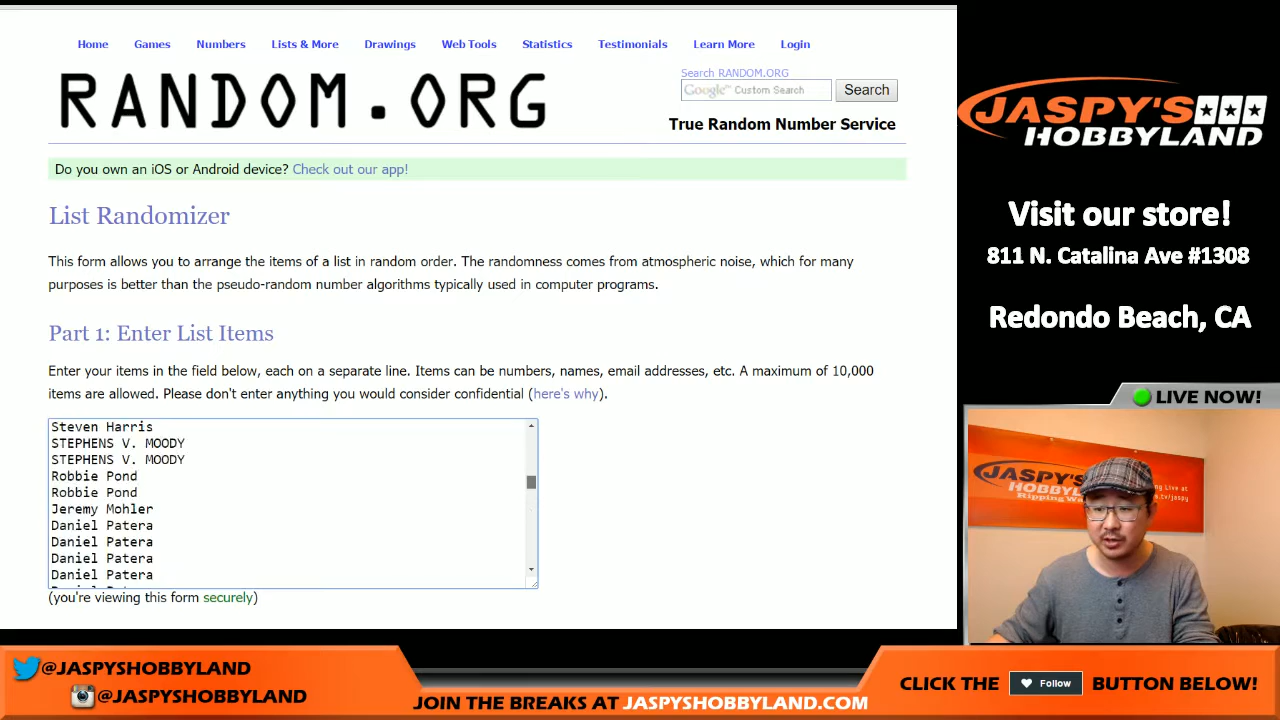 Home Games Numbers Lists & More Drawings Web Tools Statistics Testimonials Learn More Login
RANDOM.ORG
Search RANDOM.ORG
Google™ Custom Search
Search
True Random Number Service
Do you own an iOS or Android device? Check out our app!
List Randomizer
This form allows you to arrange the items of a list in random order. The randomness comes from atmospheric noise, which for many
purposes is better than the pseudo-random number algorithms typically used in computer programs.
Part 1: Enter List Items
Enter your items in the field below, each on a separate line. Items can be numbers, names, email addresses, etc. A maximum of 10,000
items are allowed. Please don't enter anything you would consider confidential (here's why).
Steven Harris
STEPHENS V. MOODY
STEPHENS V. MOODY
Robbie Pond
Robbie Pond
Jeremy Mohler
Daniel Patera
Daniel Patera
Daniel Patera
Daniel Patera
(you're viewing this form securely)
JASPY'S
HOBBYLAND
Visit our store!
811 N. Catalina Ave #1308
Redondo Beach, CA
LIVE NOW!
JASPY'S
HOBBYLAND
@JASPYSHOBBYLAND
@JASPYSHOBBYLAND
JOIN THE BREAKS AT JASPYSHOBBYLAND.COM
CLICK THE Follow BUTTON BELOW!